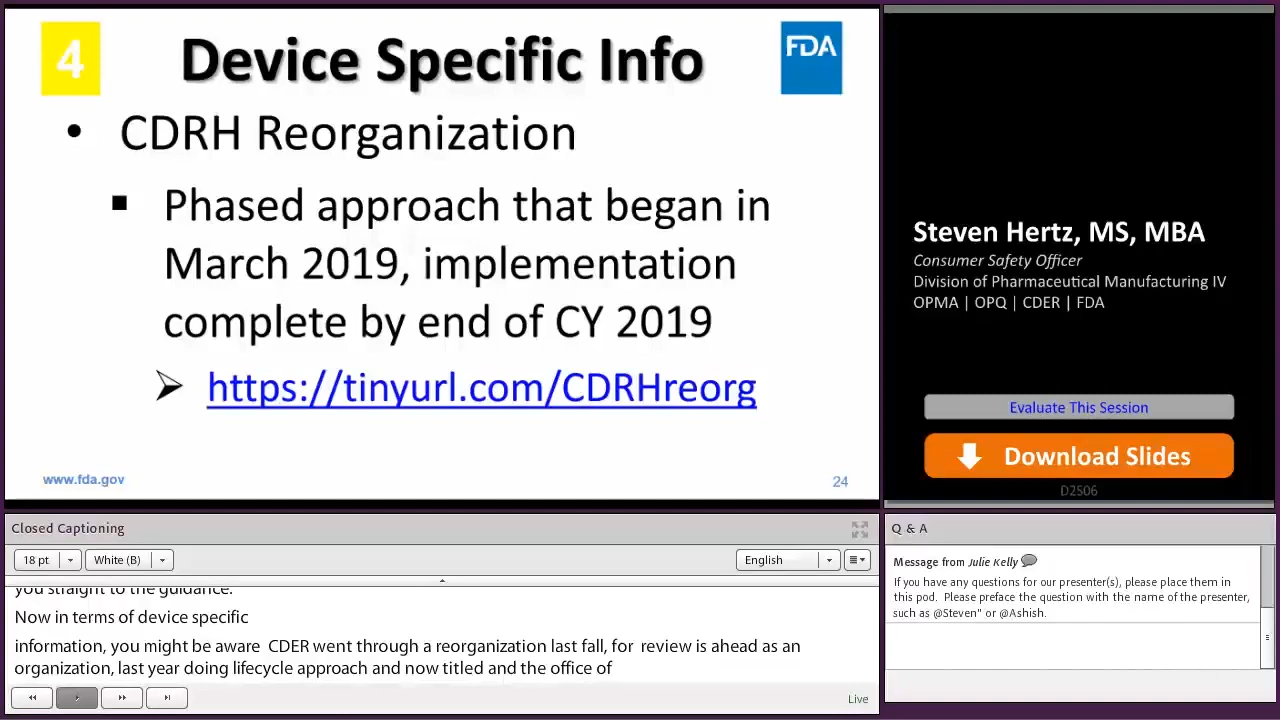 4
Device Specific Info
FDA
• CDRH Reorganization
▪ Phased approach that began in
March 2019, implementation
complete by end of CY 2019
➢ https://tinyurl.com/CDRHreorg
www.fda.gov
24
Steven Hertz, MS, MBA
Consumer Safety Officer
Division of Pharmaceutical Manufacturing IV
OPMA | OPQ | CDER | FDA
Evaluate This Session
Download Slides
D2S06
Closed Captioning
18 pt
White (B)
English
you straight to the guidance.
Now in terms of device specific
information, you might be aware  CDER went through a reorganization last fall, for  review is ahead as an
organization, last year doing lifecycle approach and now titled and the office of
Live
Q & A
Message from Julie Kelly
If you have any questions for our presenter(s), please place them in
this pod.  Please preface the question with the name of the presenter,
such as @Steven" or @Ashish.